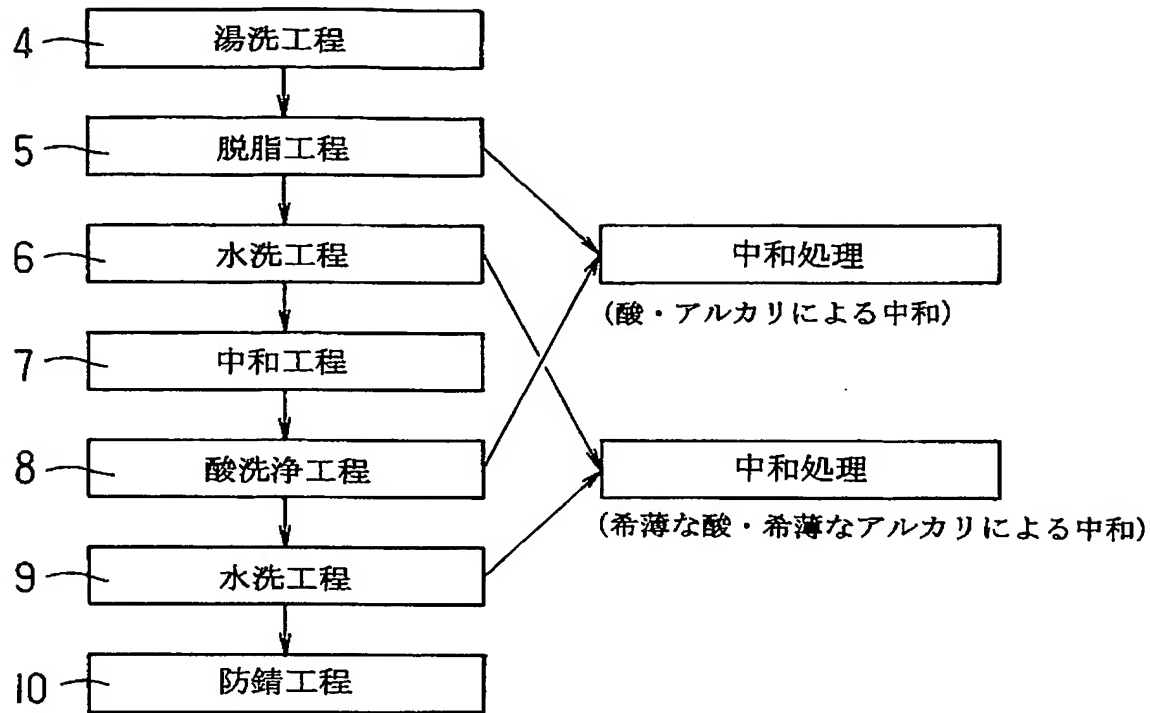 4 湯洗工程
5 脱脂工程
6 水洗工程
中和処理
(酸・アルカリによる中和)
7 中和工程
8 酸洗浄工程
中和処理
(希薄な酸・希薄なアルカリによる中和)
9 水洗工程
10 防錆工程